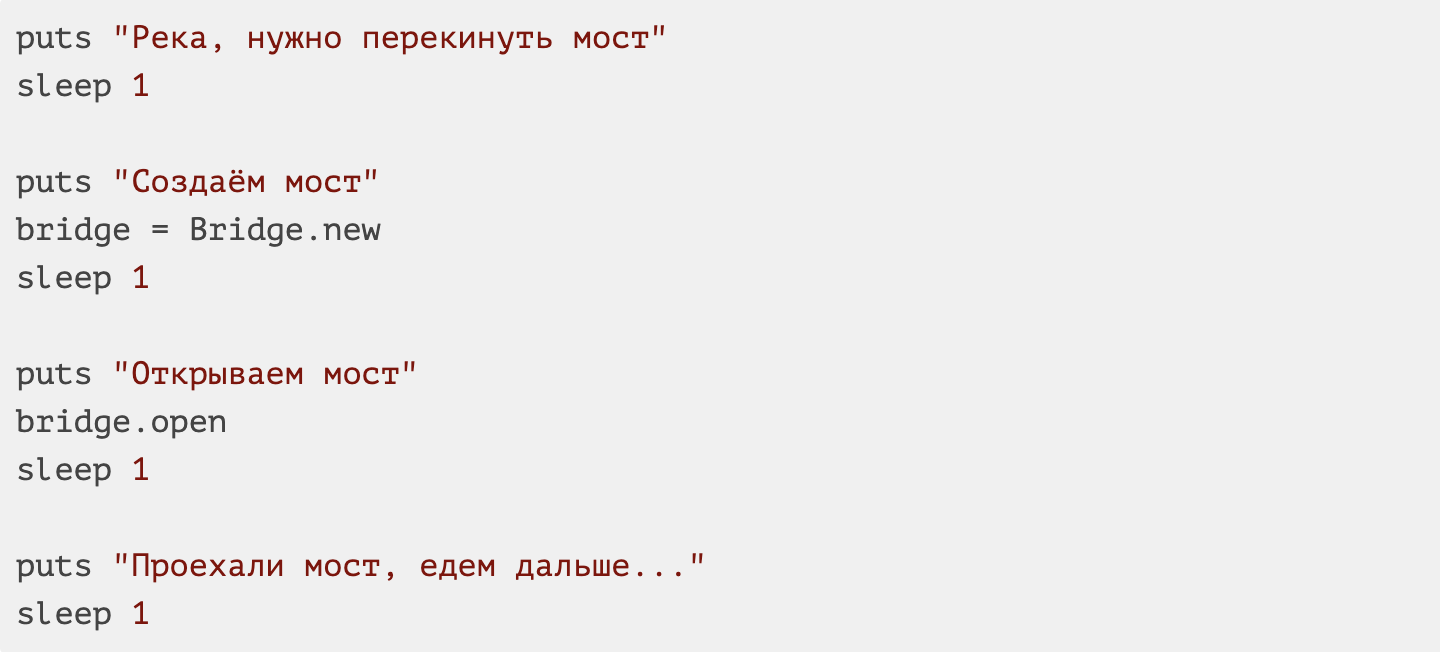 puts "Река, нужно перекинуть мост"
sleep 1
puts "Создаём мост"
bridge = Bridge.new
sleep 1
puts "Открываем мост"
bridge.open
sleep 1
puts "Проехали мост, едем дальше..."
sleep 1